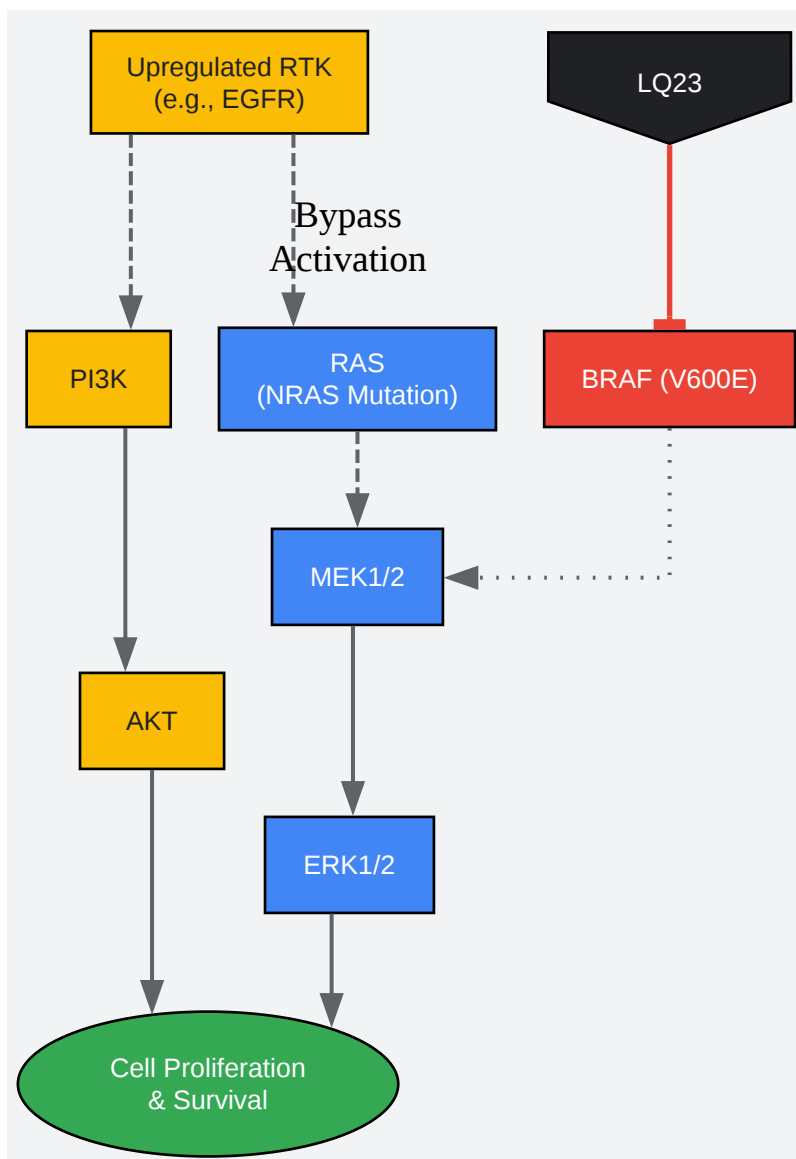 Upregulated RTK
(e.g., EGFR)
LQ23
Bypass
Activation
PI3K
RAS
(NRAS Mutation)
BRAF (V600E)
MEK1/2
AKT
ERK1/2
Cell Proliferation
& Survival